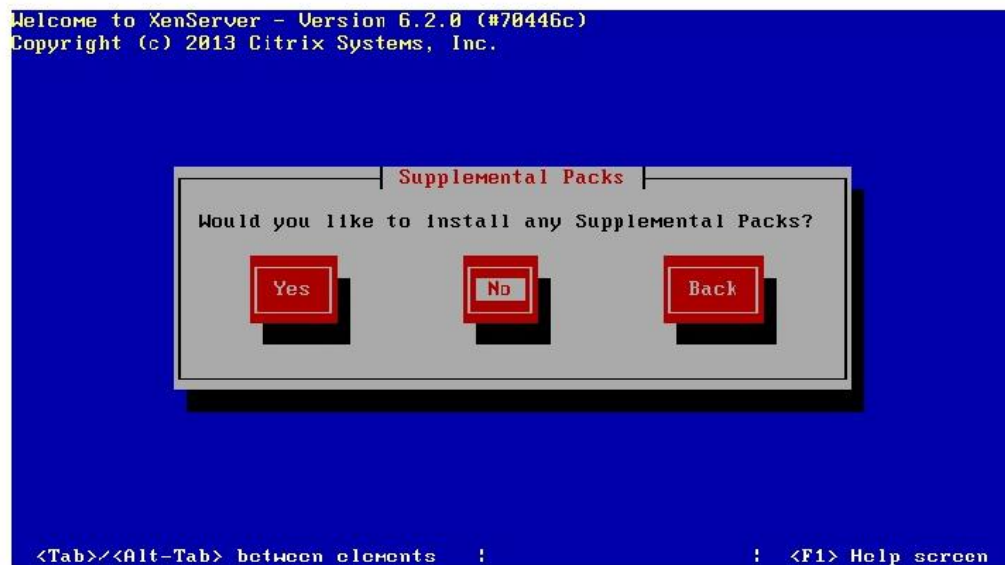 Welcome to XenServer - Version 6.2.0 (#70446c)
Copyright (c) 2013 Citrix Systems, Inc.
Supplemental Packs
Would you like to install any Supplemental Packs?
Yes No Back
<Tab>/<Alt-Tab> between elements | | <F1> Help screen